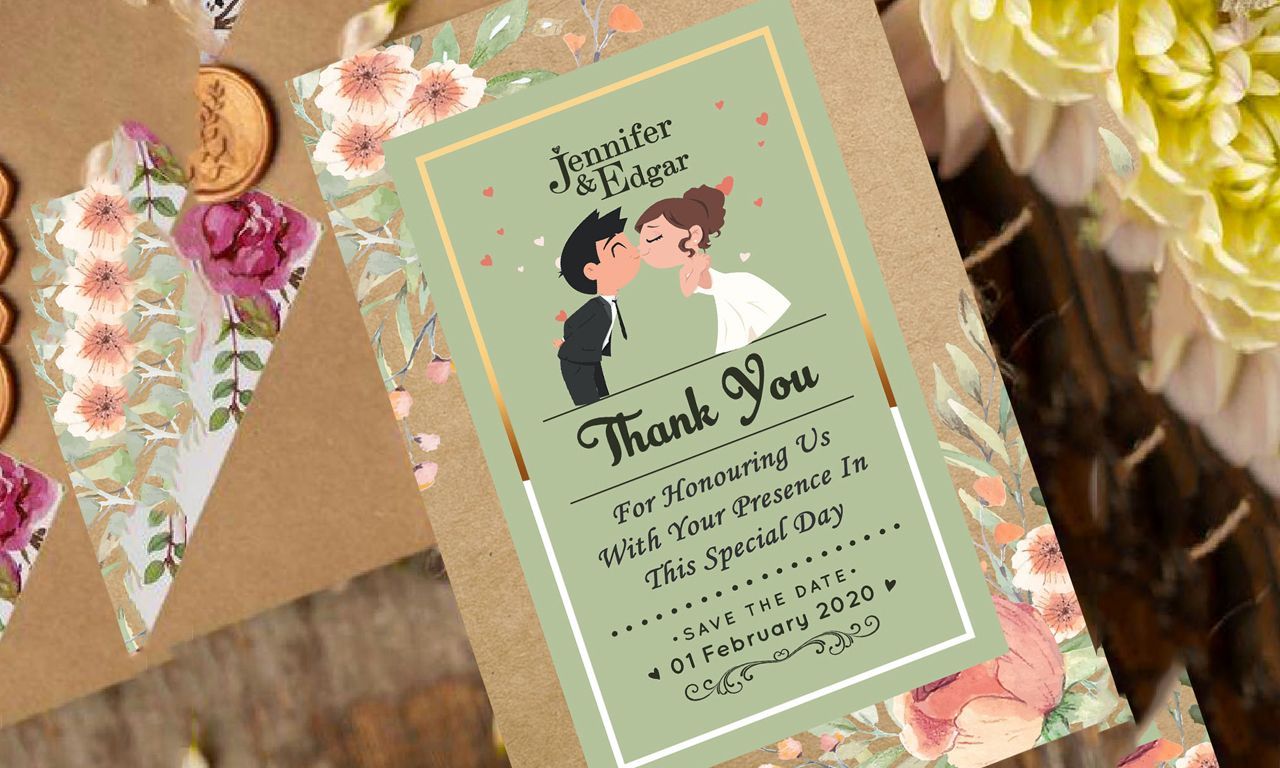 Jennifer
& Edgar
Thank You
For Honouring Us
With Your Presence In
This Special Day
• SAVE THE DATE •
01 February 2020